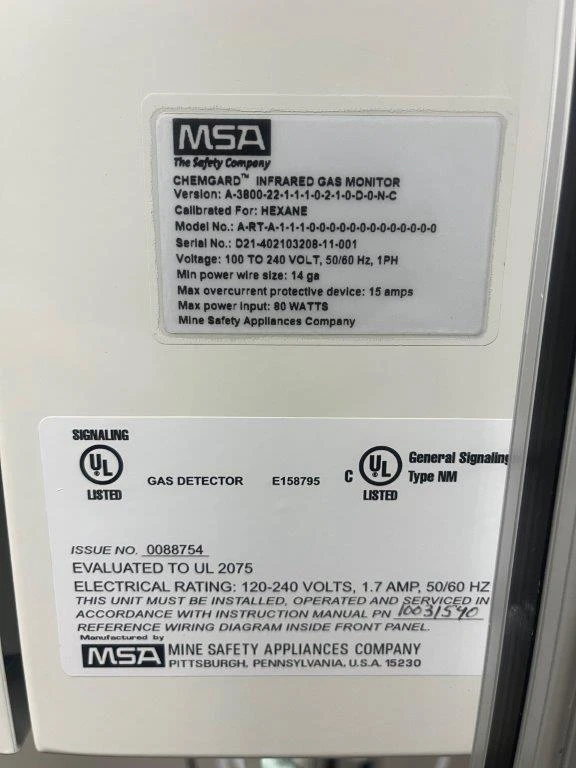 MSA
The Safety Company
CHEMGARD™ INFRARED GAS MONITOR
Version: A-3800-22-1-1-1-0-2-1-0-D-0-N-C
Calibrated For: HEXANE
Model No.: A-RT-A-1-1-1-0-0-0-0-0-0-0-0-0-0-0-0-0
Serial No.: D21-402103208-11-001
Voltage: 100 TO 240 VOLT, 50/60 Hz, 1PH
Min power wire size: 14 ga
Max overcurrent protective device: 15 amps
Max power input: 80 WATTS
Mine Safety Appliances Company
SIGNALING
UL
LISTED
GAS DETECTOR E158795
C UL
LISTED
General Signaling
Type NM
ISSUE NO. 0088754
EVALUATED TO UL 2075
ELECTRICAL RATING: 120-240 VOLTS, 1.7 AMP, 50/60 HZ
THIS UNIT MUST BE INSTALLED, OPERATED AND SERVICED IN
ACCORDANCE WITH INSTRUCTION MANUAL PN 10031540
REFERENCE WIRING DIAGRAM INSIDE FRONT PANEL.
Manufactured by
MSA MINE SAFETY APPLIANCES COMPANY
PITTSBURGH, PENNSYLVANIA, U.S.A. 15230